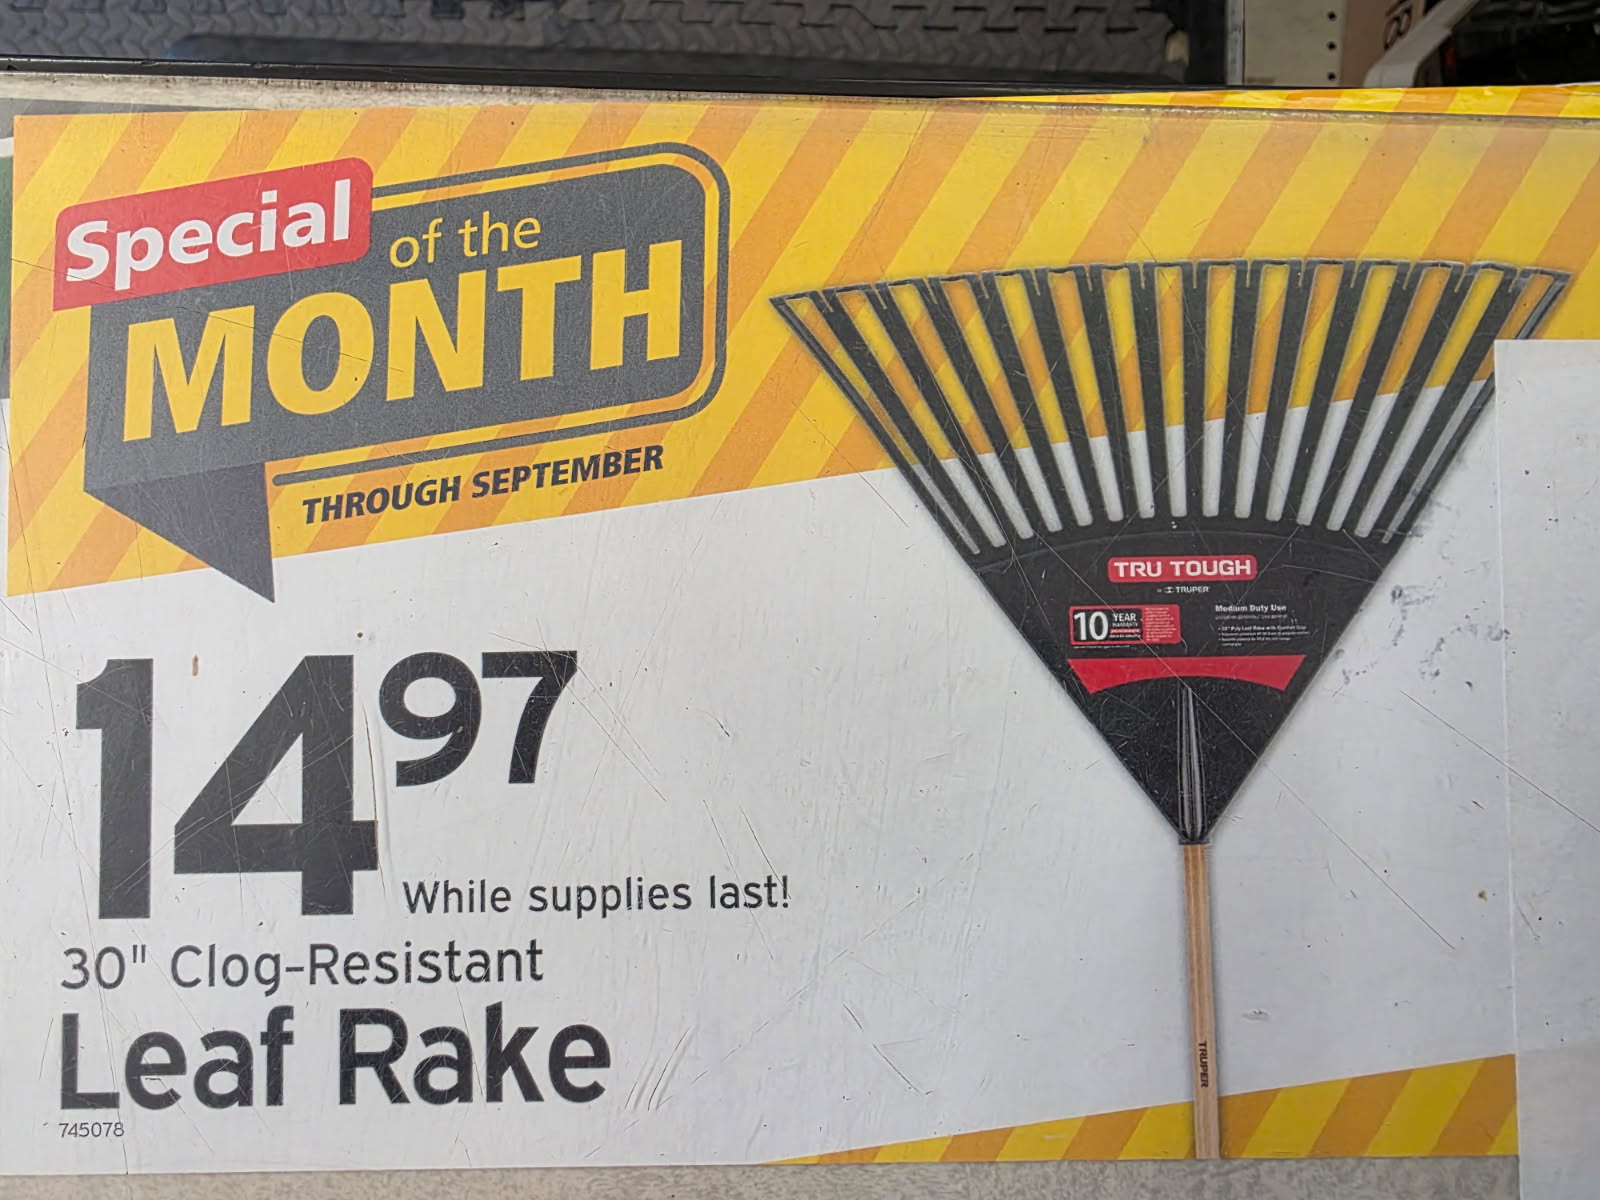 Special
of the
MONTH
THROUGH SEPTEMBER
14 97
While supplies last!
30" Clog-Resistant
Leaf Rake
745078
TRU TOUGH
TRUPER
10 YEAR
WARRANTY
Medium Duty Use
TRUPER